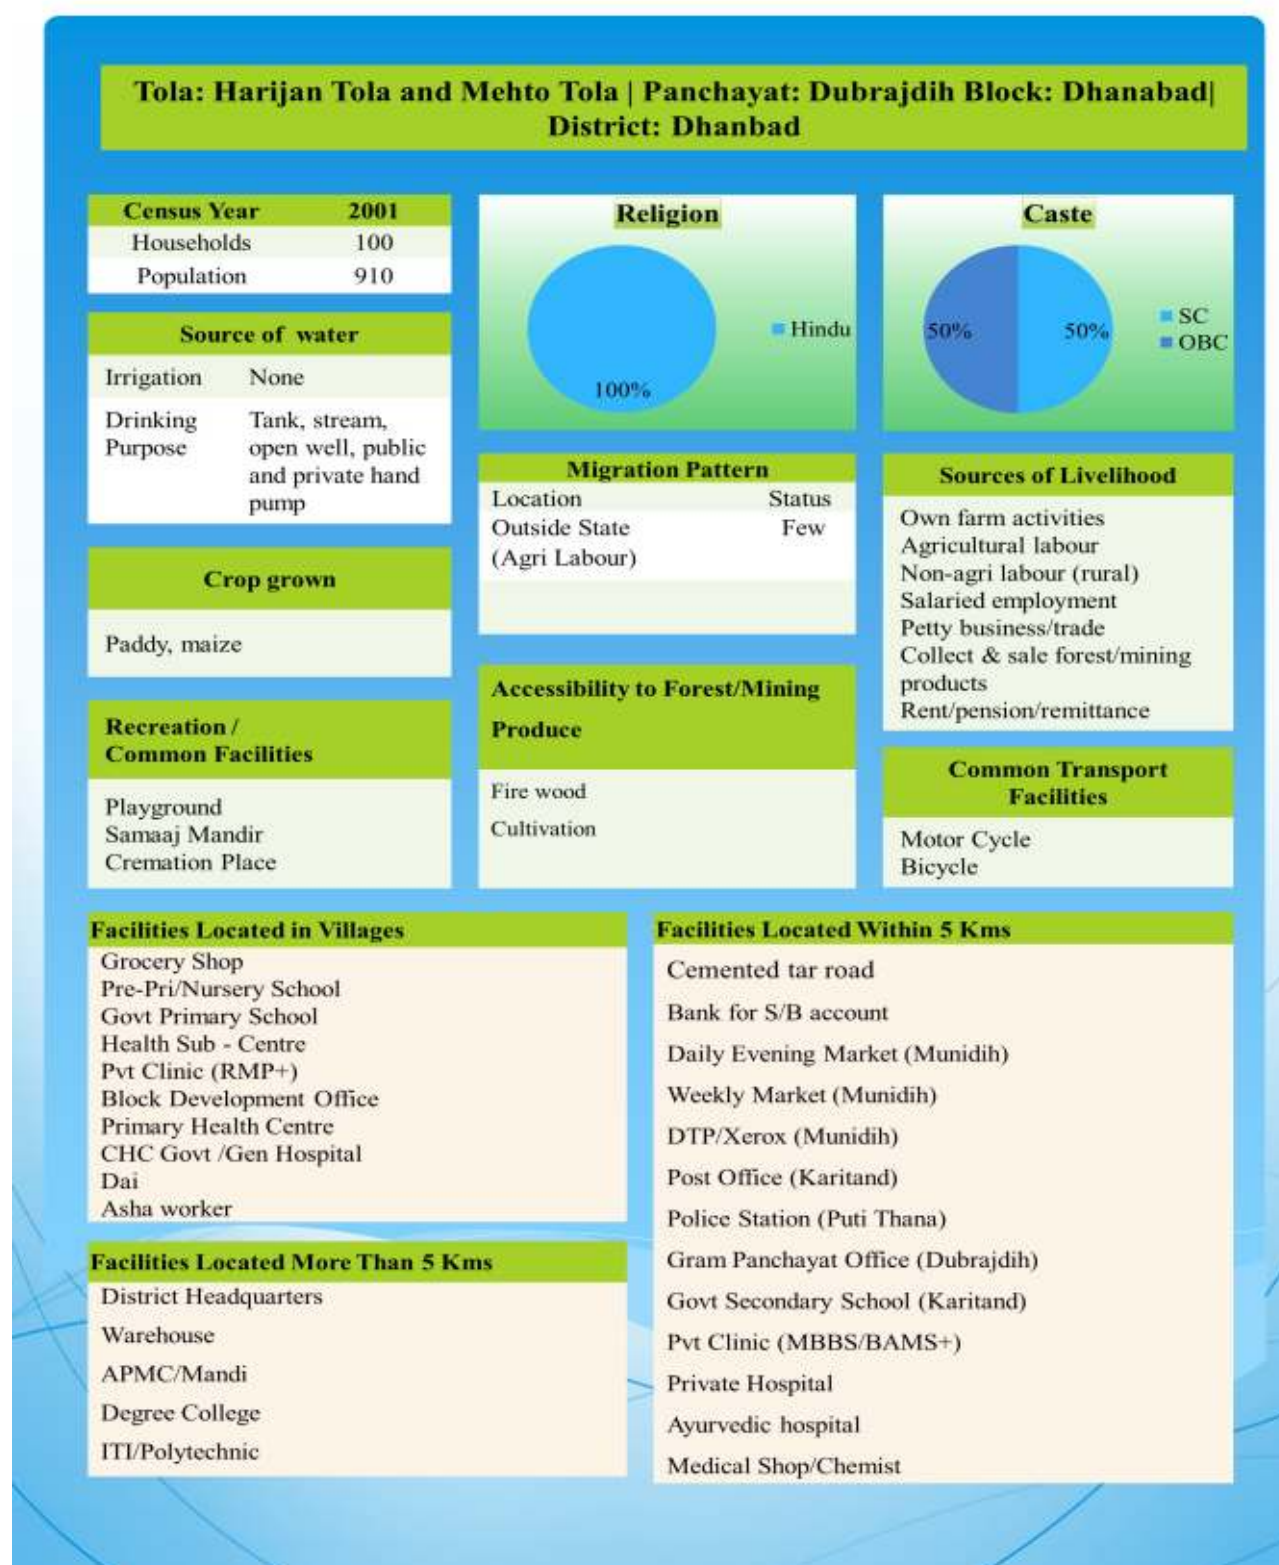 Tola: Harijan Tola and Mehto Tola | Panchayat: Dubrajdih Block: Dhanabad|
District: Dhanbad
Census Year 2001
Households 100
Population 910
Source of water
Irrigation None
Drinking Tank, stream,
Purpose open well, public
and private hand
pump
Crop grown
Paddy, maize
Recreation /
Common Facilities
Playground
Samaaj Mandir
Cremation Place
Religion
Hindu
100%
Migration Pattern
Location Status
Outside State Few
(Agri Labour)
Accessibility to Forest/Mining
Produce
Fire wood
Cultivation
Caste
50% 50%
SC
OBC
Sources of Livelihood
Own farm activities
Agricultural labour
Non-agri labour (rural)
Salaried employment
Petty business/trade
Collect & sale forest/mining
products
Rent/pension/remittance
Common Transport
Facilities
Motor Cycle
Bicycle
Facilities Located in Villages
Grocery Shop
Pre-Pri/Nursery School
Govt Primary School
Health Sub - Centre
Pvt Clinic (RMP+)
Block Development Office
Primary Health Centre
CHC Govt /Gen Hospital
Dai
Asha worker
Facilities Located More Than 5 Kms
District Headquarters
Warehouse
APMC/Mandi
Degree College
ITI/Polytechnic
Facilities Located Within 5 Kms
Cemented tar road
Bank for S/B account
Daily Evening Market (Munidih)
Weekly Market (Munidih)
DTP/Xerox (Munidih)
Post Office (Karitand)
Police Station (Puti Thana)
Gram Panchayat Office (Dubrajdih)
Govt Secondary School (Karitand)
Pvt Clinic (MBBS/BAMS+)
Private Hospital
Ayurvedic hospital
Medical Shop/Chemist